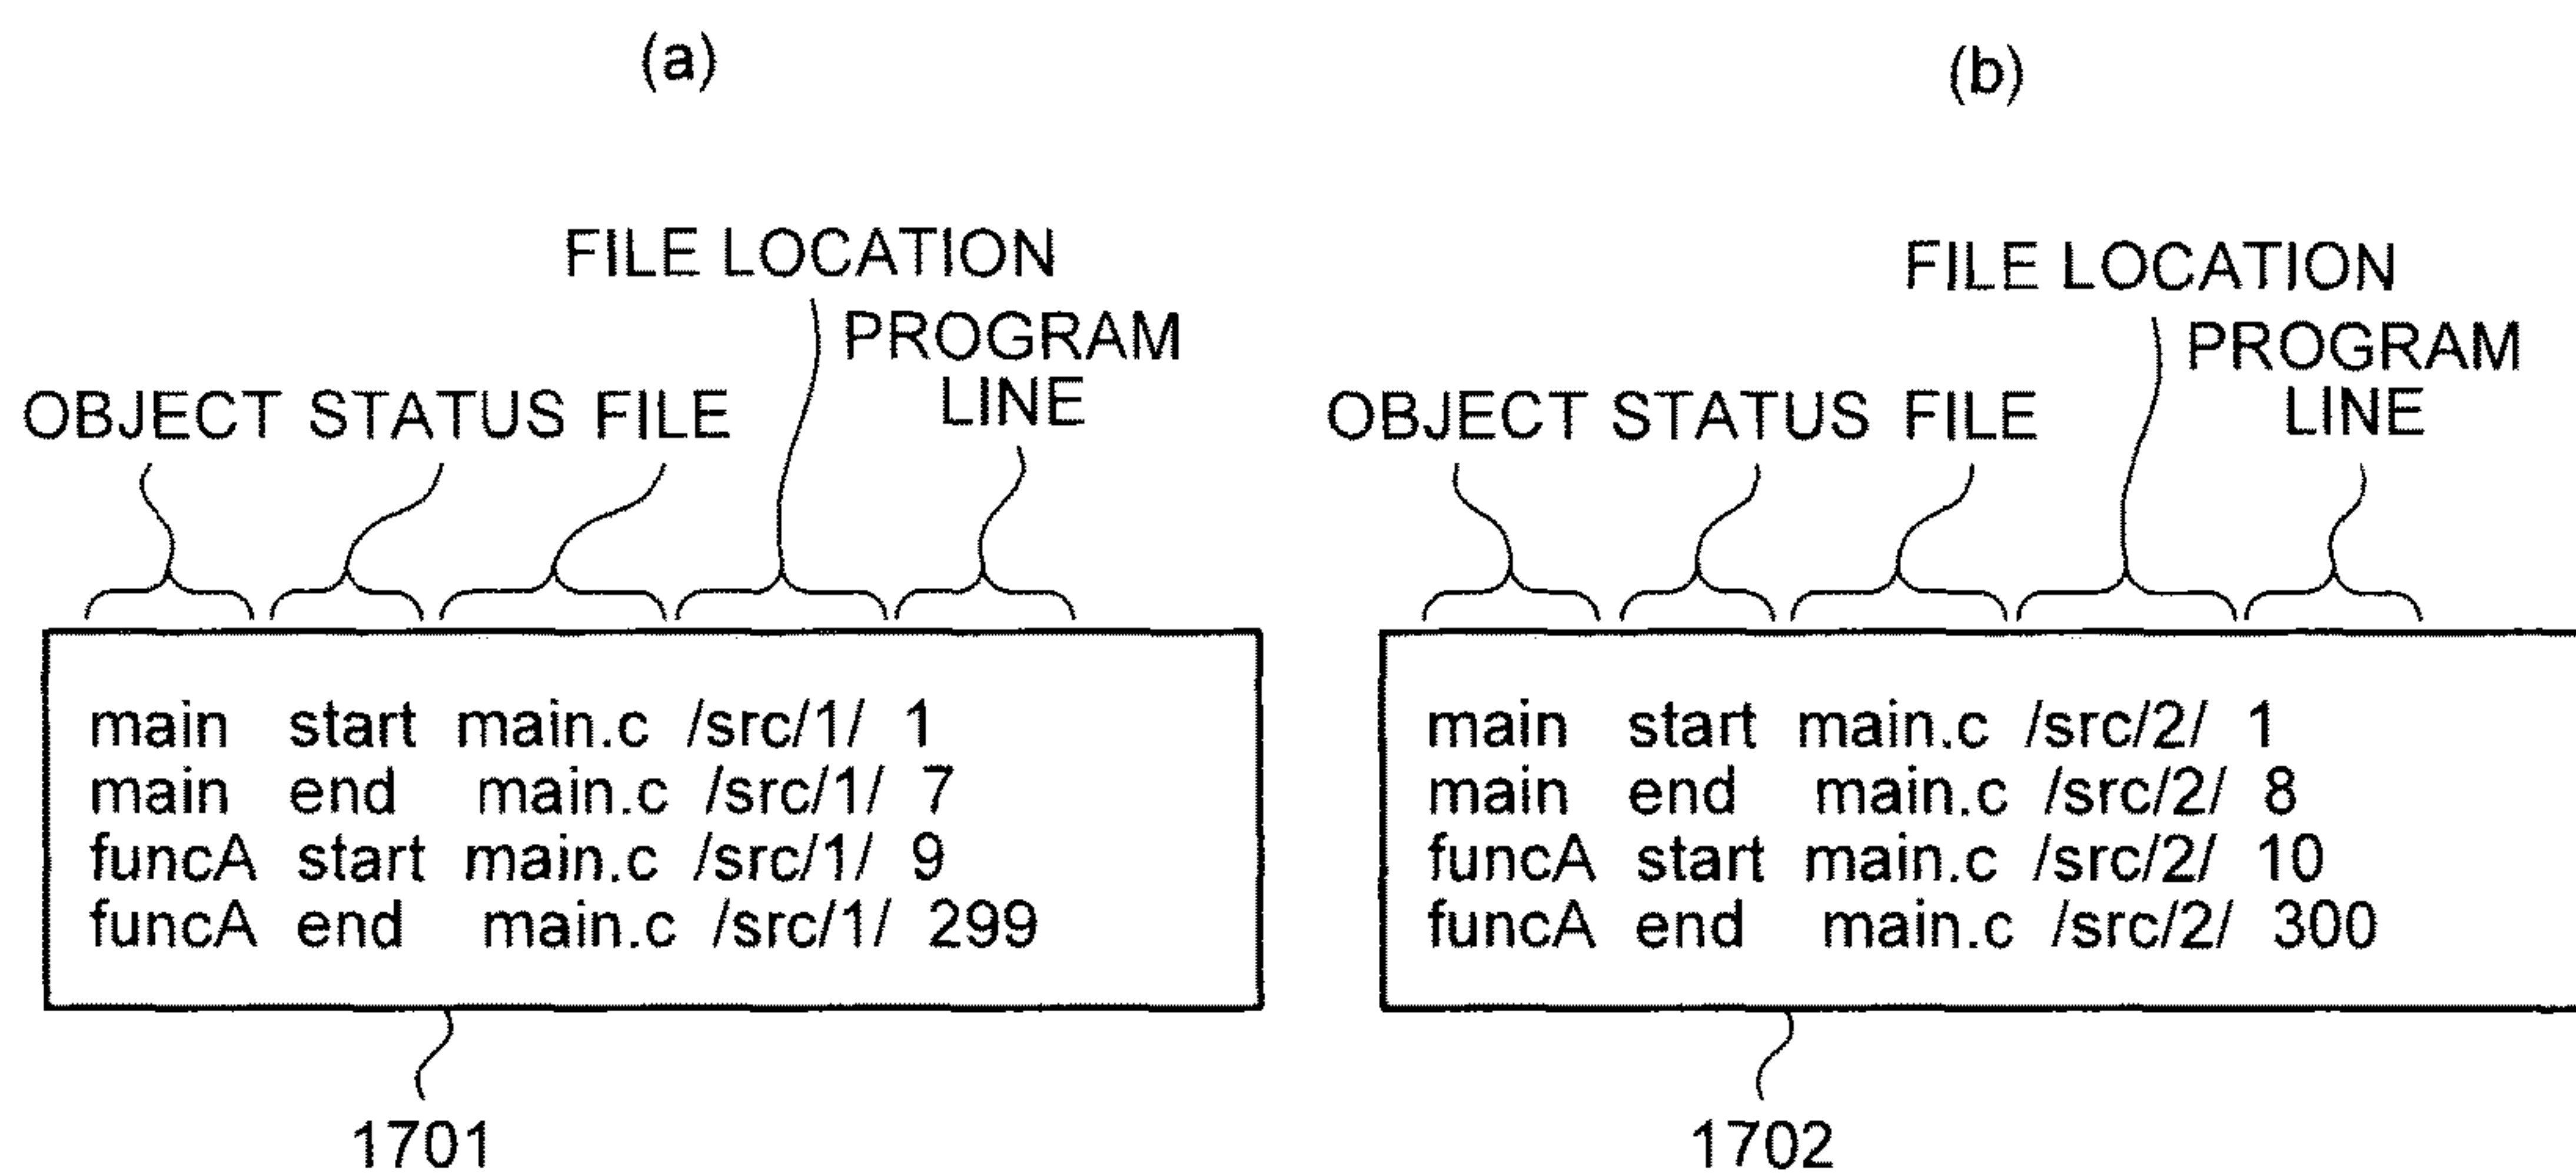 (a)
FILE LOCATION
PROGRAM
LINE
OBJECT STATUS FILE
main start main.c /src/1/ 1
main end main.c /src/1/ 7
funcA start main.c /src/1/ 9
funcA end main.c /src/1/ 299
1701
(b)
FILE LOCATION
PROGRAM
LINE
OBJECT STATUS FILE
main start main.c /src/2/ 1
main end main.c /src/2/ 8
funcA start main.c /src/2/ 10
funcA end main.c /src/2/ 300
1702